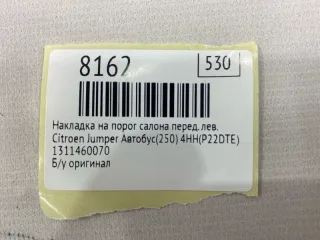 8162
530
Накладка на порог салона перед. лев.
Citroen Jumper Автобус(250) 4HH(P22DTE)
1311460070
Б/у оригинал